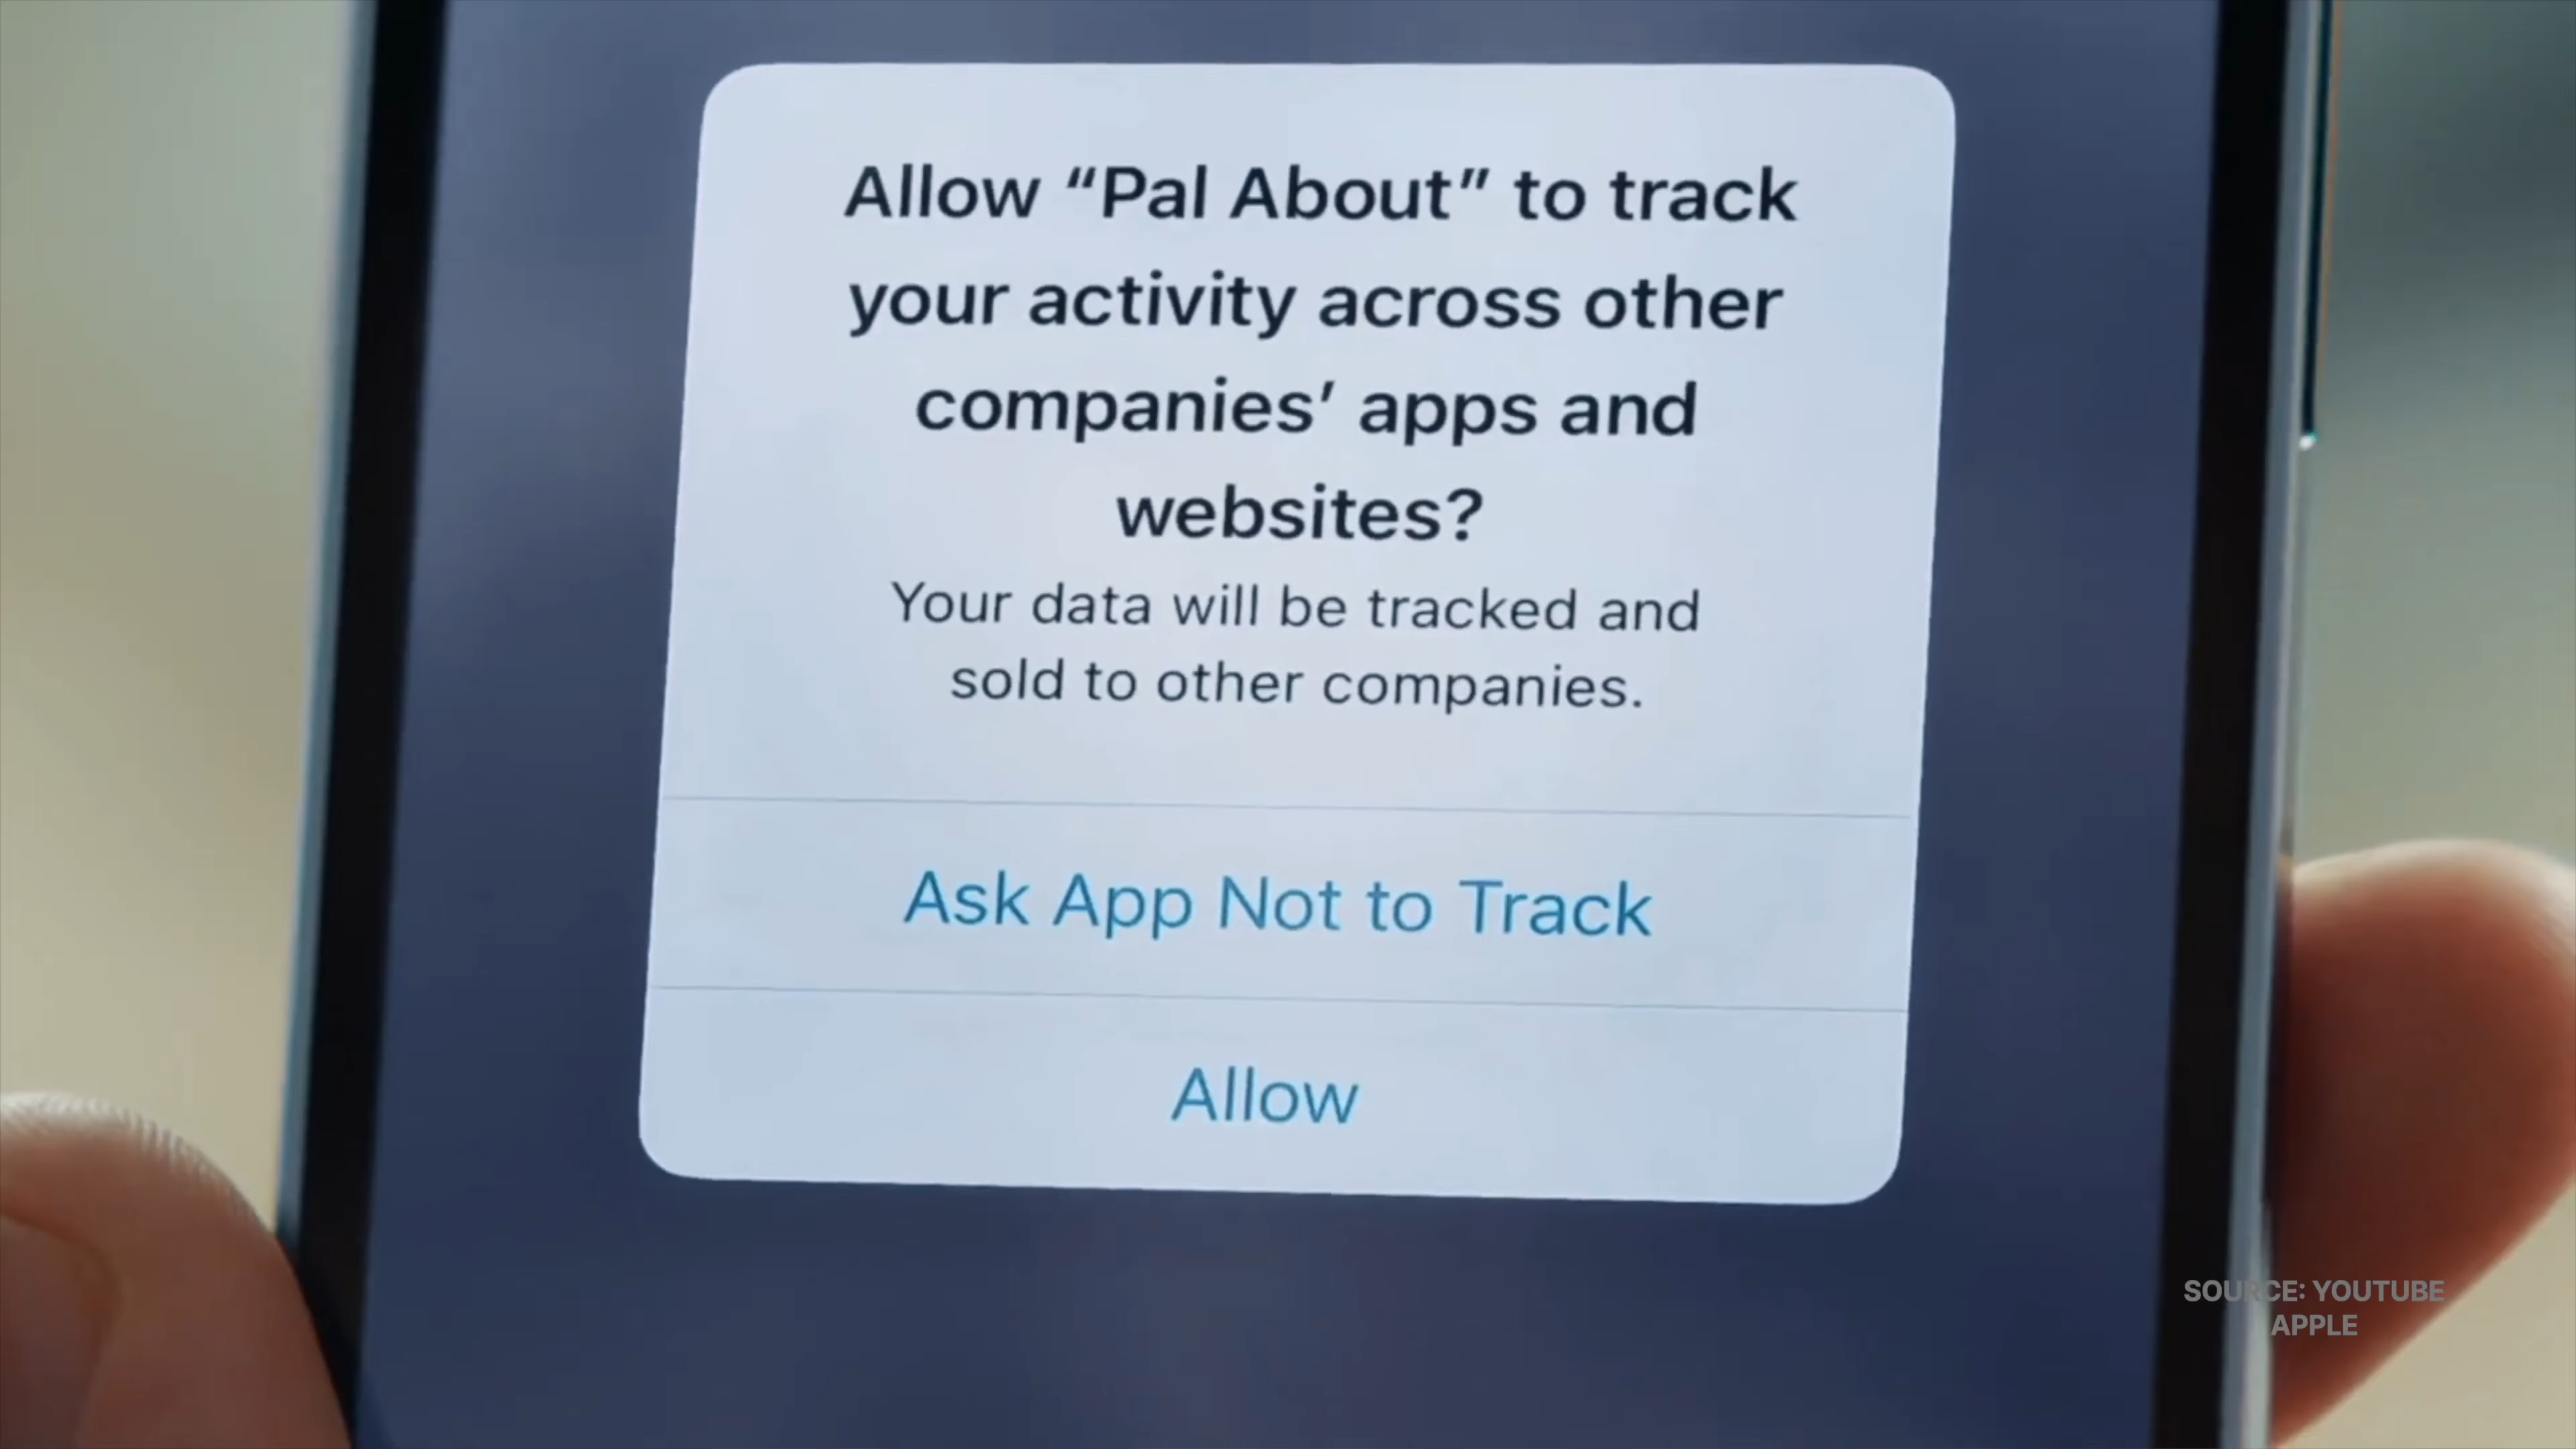 Allow “Pal About” to track
your activity across other
companies’ apps and
websites?
Your data will be tracked and
sold to other companies.
Ask App Not to Track
Allow
SOURCE: YOUTUBE
APPLE